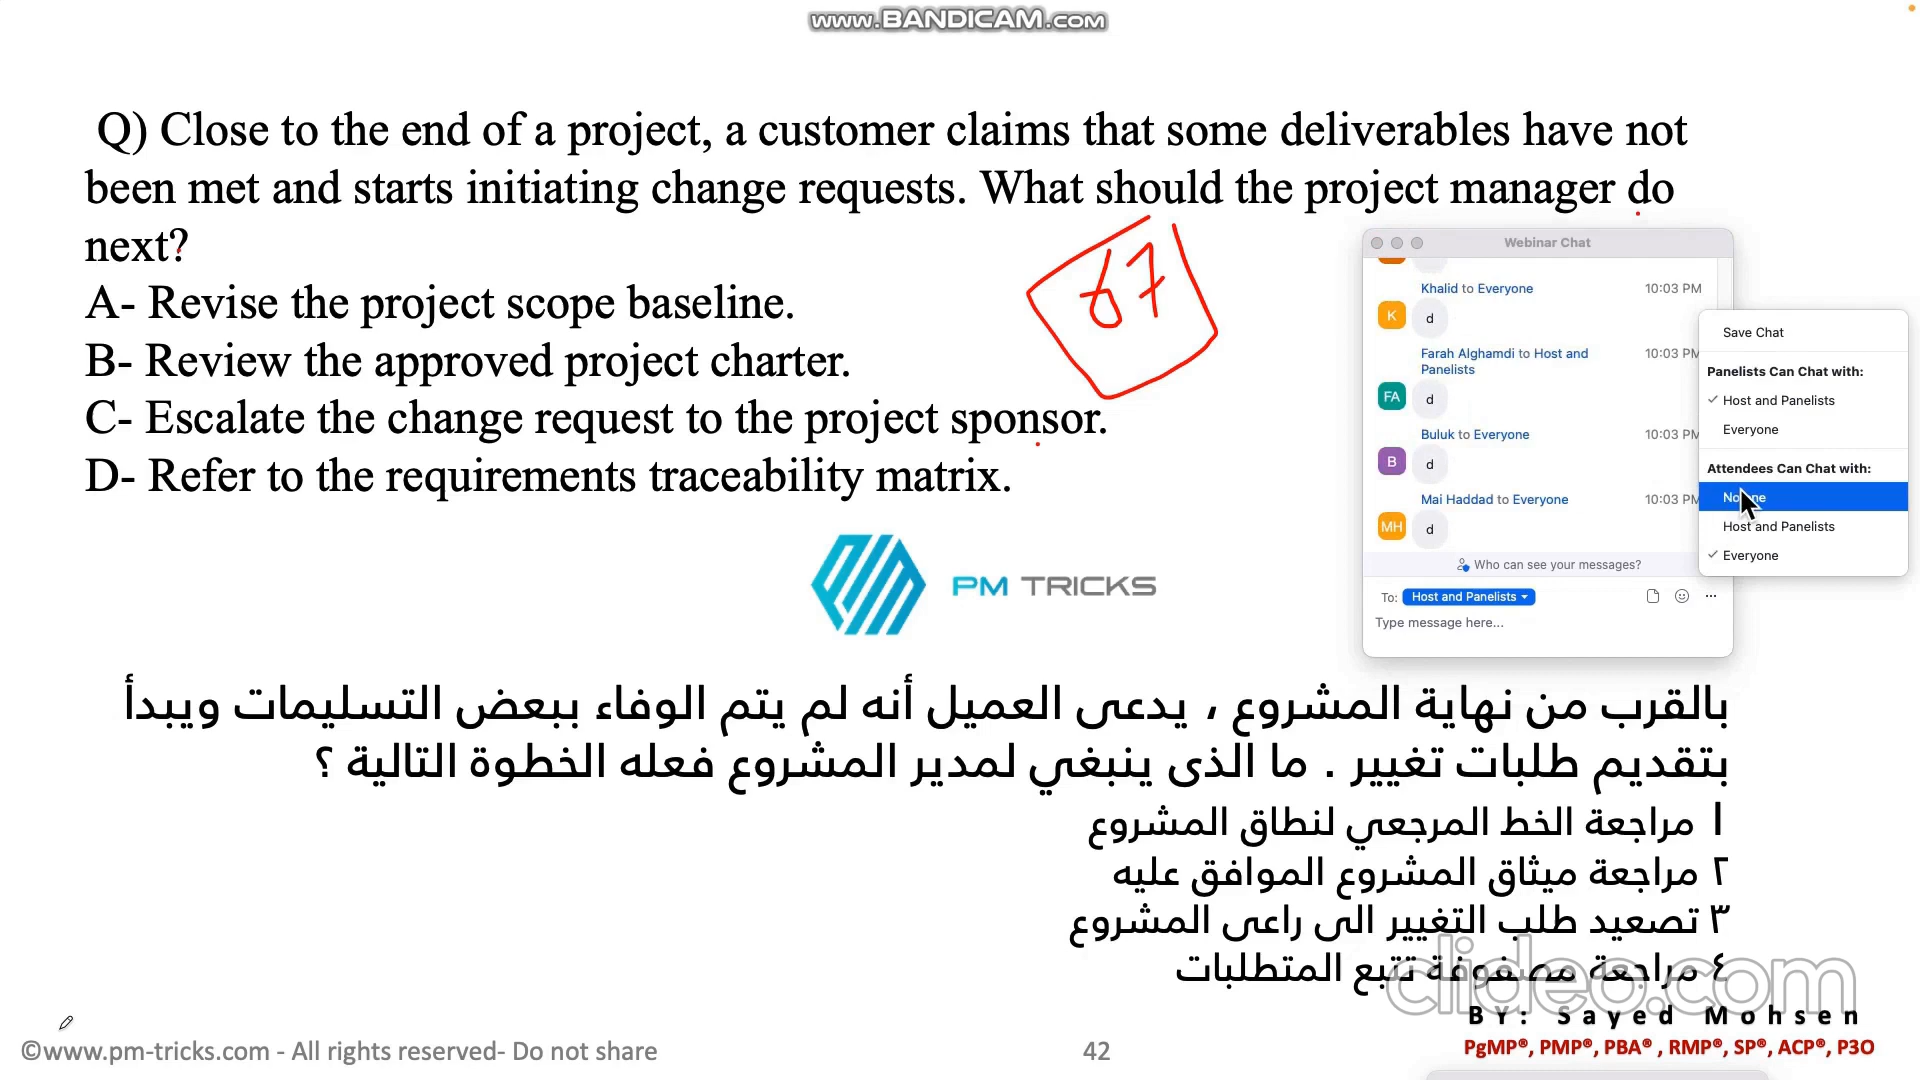 www.BANDICAM.com
Q) Close to the end of a project, a customer claims that some deliverables have not
been met and starts initiating change requests. What should the project manager do
next?
A- Revise the project scope baseline.
B- Review the approved project charter.
C- Escalate the change request to the project sponsor.
D- Refer to the requirements traceability matrix.
67
PM TRICKS
Webinar Chat
Khalid to Everyone 10:03 PM
K
d
Farah Alghamdi to Host and
Panelists
10:03 PM
FA
d
Buluk to Everyone 10:03 PM
B
d
Mai Haddad to Everyone 10:03 PM
MH
d
Who can see your messages?
To: Host and Panelists
Type message here...
Save Chat
Panelists Can Chat with:
✓ Host and Panelists
Everyone
Attendees Can Chat with:
Host and Panelists
✓ Everyone
بالقرب من نهاية المشروع ، يدعى العميل أنه لم يتم الوفاء ببعض التسليمات ويبدأ
بتقديم طلبات تغيير . ما الذى ينبغي لمدير المشروع فعله الخطوة التالية ؟
١ مراجعة الخط المرجعي لنطاق المشروع
٢ مراجعة ميثاق المشروع الموافق عليه
٣ تصعيد طلب التغيير الى راعى المشروع
٤ مراجعة مصفوفة تتبع المتطلبات
clideo.com
BY: Sayed Mohsen
PgMP®, PMP®, PBA® , RMP®, SP®, ACP®, P3O
©www.pm-tricks.com - All rights reserved- Do not share
42